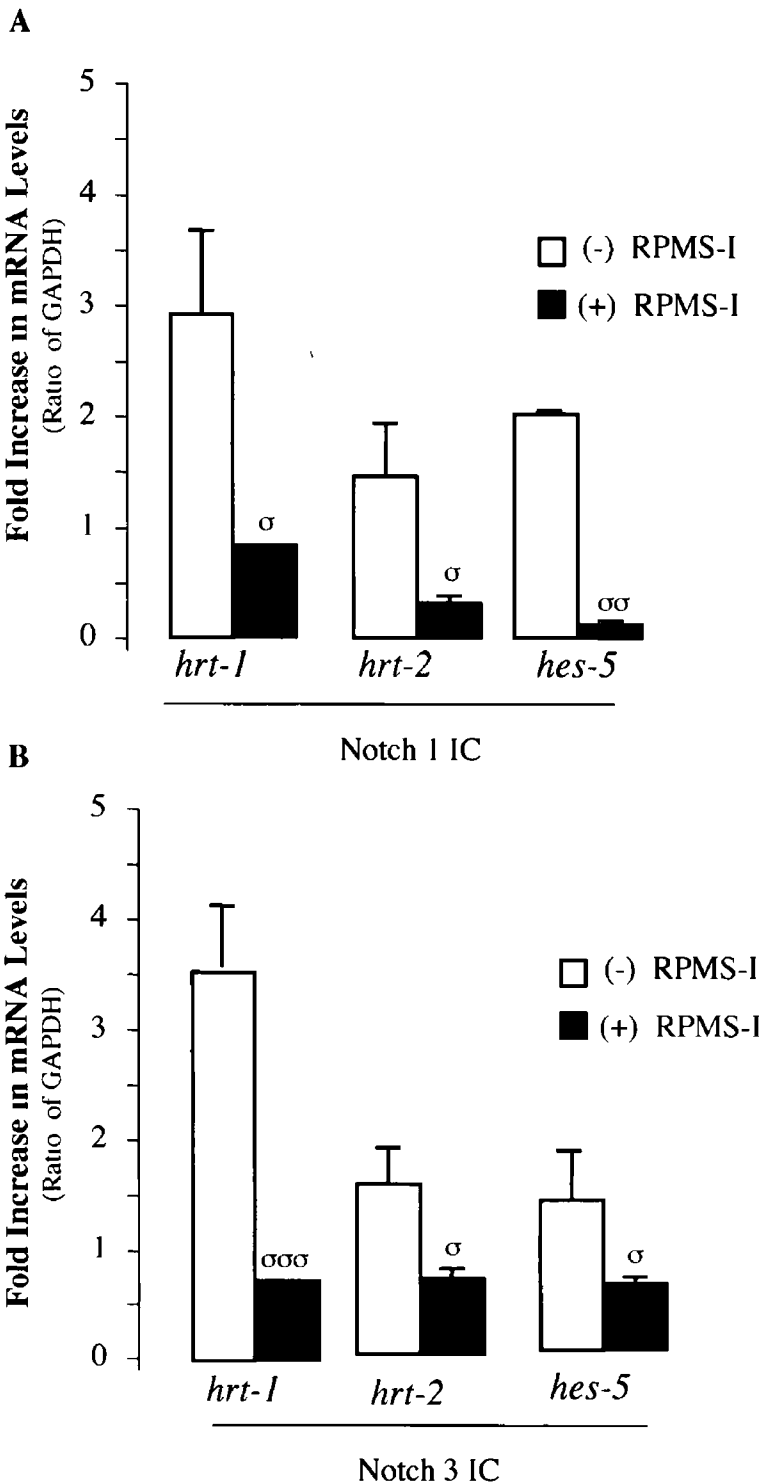 A
Fold Increase in mRNA Levels
(Ratio of GAPDH)
5
4
3
2
1
0
(-) RPMS-I
(+) RPMS-I
σ
σ
σσ
hrt-1
hrt-2
hes-5
Notch 1 IC
B
Fold Increase in mRNA Levels
(Ratio of GAPDH)
5
4
3
2
1
0
(-) RPMS-I
(+) RPMS-I
σσσ
σ
σ
hrt-1
hrt-2
hes-5
Notch 3 IC